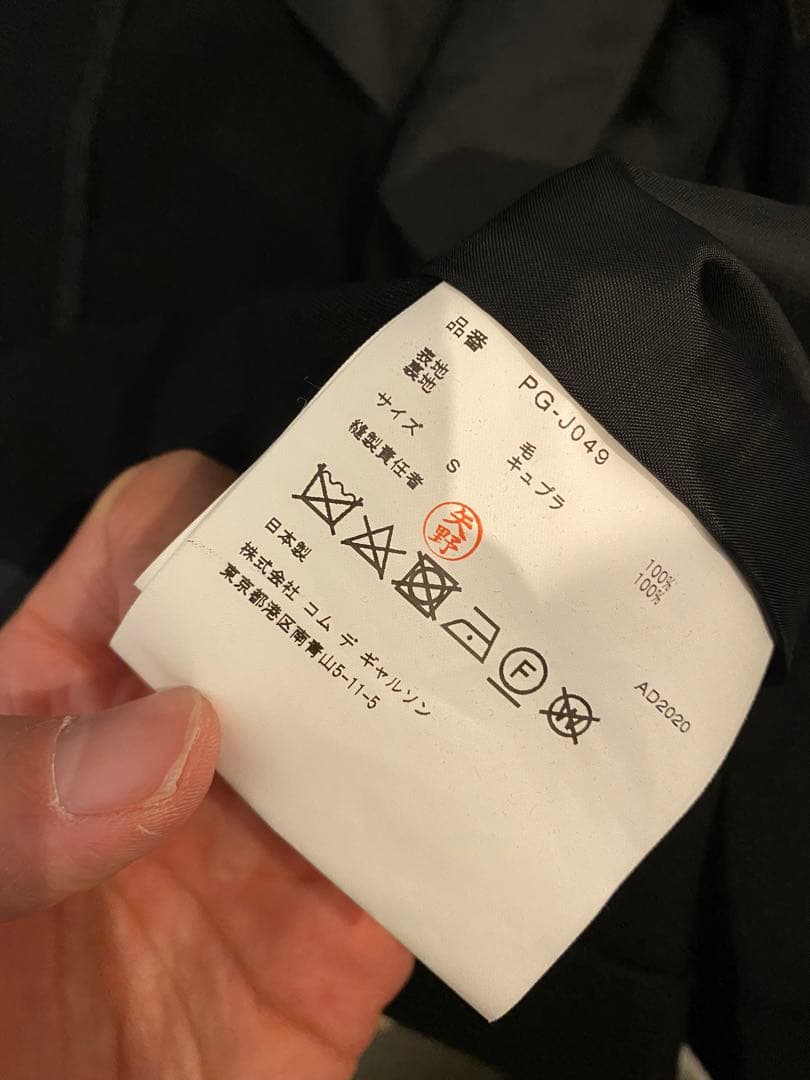 品番 PG-J049
表地 毛 100%
裏地 キュプラ 100%
サイズ S
縫製責任者 矢野
F
W
AD2020
日本製
株式会社 コム デ ギャルソン
東京都港区南青山5-11-5